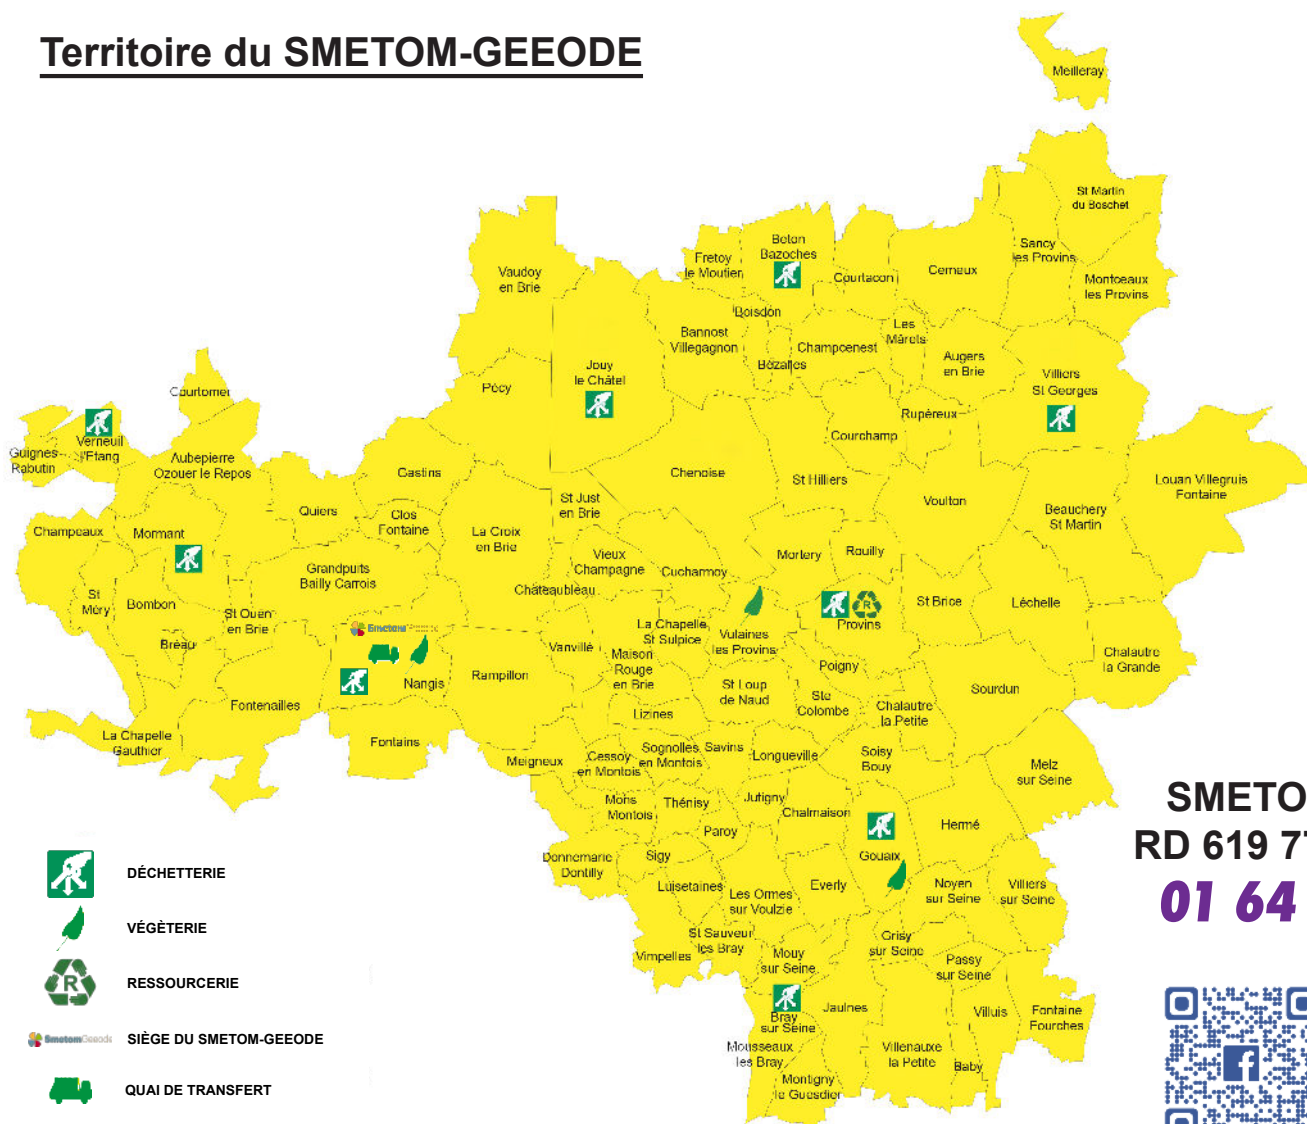 Territoire du SMETOM-GEEODE
Meilleray
St Martin
du Boschet
Sancy
les Provins
Montceaux
les Provins
Cerneux
Courtacon
Beton
Bazoches
Fretoy
le Moutier
Vaudoy
en Brie
Boisdon
Bannost
Villegagnon
Bézalles
Champcenest
Les
Marets
Augers
en Brie
Villiers
St Georges
Jouy
le Châtel
Pécy
Courtomer
Rupéreux
Courchamp
Verneuil
l'Etang
Guignes
Rabutin
Aubepierre
Ozouer le Repos
Gastins
Chenoise
St Hilliers
Voulton
Louan Villegruis
Fontaine
Beauchery
St Martin
St Just
en Brie
Quiers
Clos
Fontaine
La Croix
en Brie
Champeaux
Mormant
Vieux
Champagne
Cucharmoy
Mortery
Rouilly
Grandpuits
Bailly Carrois
Châteaubleau
St
Méry
Bombon
St Ouen
en Brie
Bréau
SmetomGeeode
La Chapelle
St Sulpice
Vulaines
les Provins
Provins
St Brice
Léchelle
Chalautre
la Grande
Vanvillé
Maison
Rouge
en Brie
Poigny
Nangis
Rampillon
St Loup
de Naud
Ste
Colombe
Chalautre
la Petite
Sourdun
Fontenailles
Lizines
La Chapelle
Gauthier
Fontains
Meigneux
Cessoy
en Montois
Sognolles
en Montois
Savins
Longueville
Soisy
Bouy
Melz
sur Seine
Mons
Montois
Thénisy
Jutigny
Chalmaison
Hermé
Paroy
Donnemarie
Dontilly
Sigy
Gouaix
Luisetaines
Les Ormes
sur Voulzie
Everly
Noyen
sur Seine
Villiers
sur Seine
St Sauveur
les Bray
Vimpelles
Mouy
sur Seine
Grisy
sur Seine
Passy
sur Seine
Bray
sur Seine
Jaulnes
Villuis
Fontaine
Fourches
Mousseaux
les Bray
Villenauxe
la Petite
Baby
Montigny
le Guesdier
DÉCHETTERIE
VÉGÈTERIE
R
RESSOURCERIE
SmetomGeeode
SIÈGE DU SMETOM-GEEODE
QUAI DE TRANSFERT
SMETO
RD 619 77
01 64